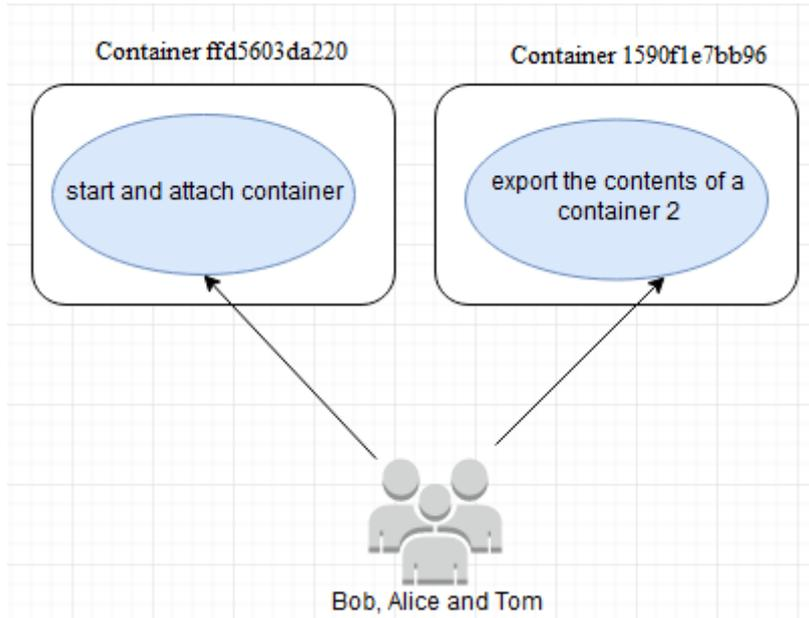 Container ffd5603da220
Container 1590f1e7bb96
start and attach container
export the contents of a
container 2
Bob, Alice and Tom